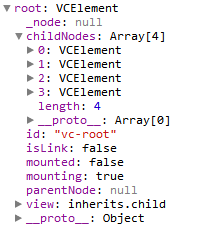 ▼ root: VCElement
_node: null
▼ childNodes: Array[4]
▶ 0: VCElement
▶ 1: VCElement
▶ 2: VCElement
▶ 3: VCElement
length: 4
▶ __proto__: Array[0]
id: "vc-root"
isLink: false
mounted: false
mounting: true
parentNode: null
▶ view: inherits.child
▶ __proto__: Object